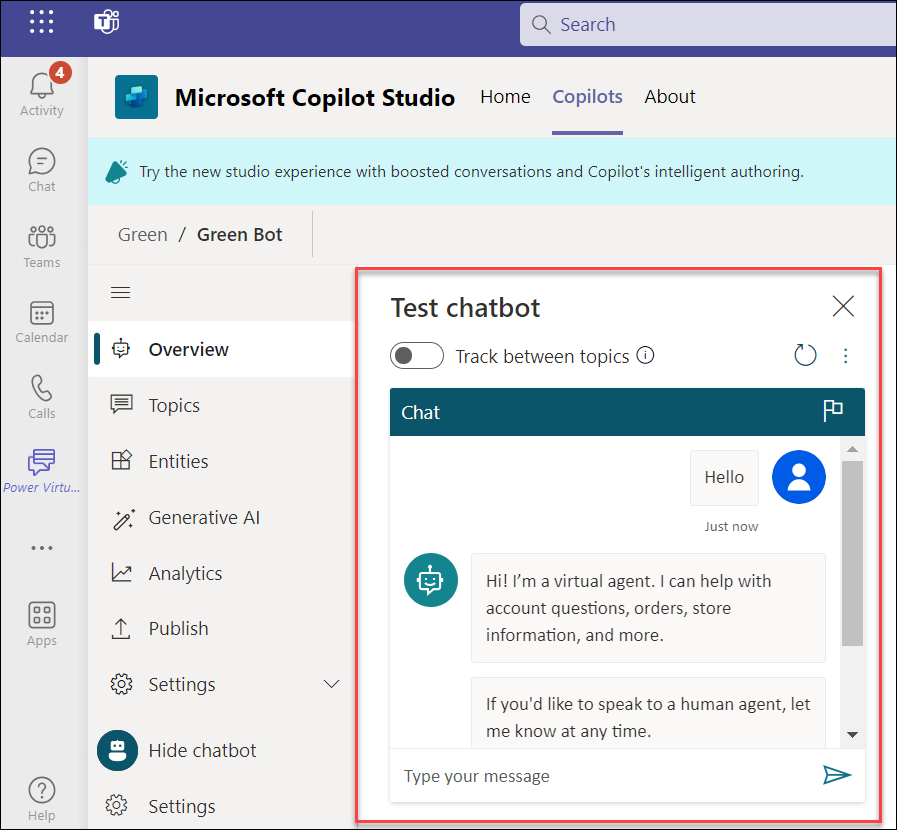 Search
4
Activity
Chat
Teams
Calendar
Calls
Power Virtu...
Apps
Help
Microsoft Copilot Studio
Home
Copilots
About
Try the new studio experience with boosted conversations and Copilot's intelligent authoring.
Green / Green Bot
Overview
Topics
Entities
Generative AI
Analytics
Publish
Settings
Hide chatbot
Settings
Test chatbot
Track between topics
Chat
Hello
Just now
Hi! I’m a virtual agent. I can help with
account questions, orders, store
information, and more.
If you'd like to speak to a human agent, let
me know at any time.
Type your message